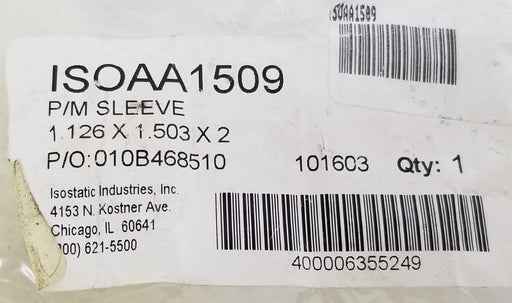 ISOAA1509
ISOAA1509
P/M SLEEVE
1.126 X 1.503 X 2
P/O:010B468510 101603 Qty: 1
Isostatic Industries, Inc.
4153 N. Kostner Ave.
Chicago, IL 60641
00) 621-5500
400006355249